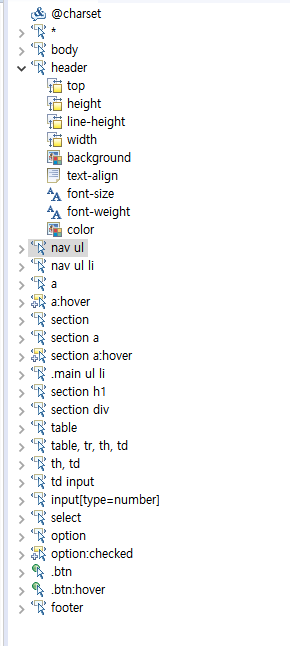 @charset
*
body
header
top
height
line-height
width
background
text-align
font-size
font-weight
color
nav ul
nav ul li
a
a:hover
section
section a
section a:hover
.main ul li
section h1
section div
table
table, tr, th, td
th, td
td input
input[type=number]
select
option
option:checked
.btn
.btn:hover
footer